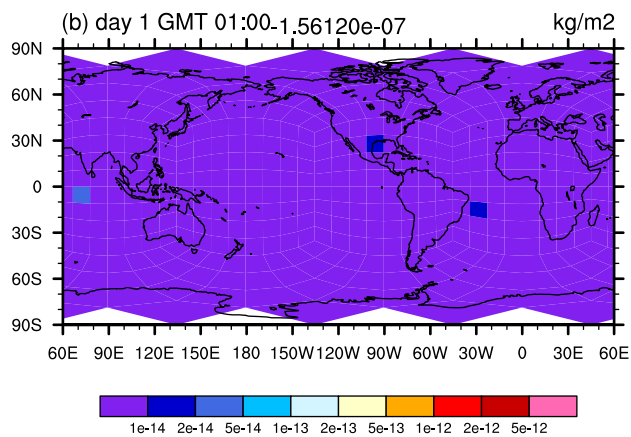 (b) day 1 GMT 01:00 -1.56120e-07 kg/m2
90N
60N
30N
0
30S
60S
90S
60E 90E 120E 150E 180 150W 120W 90W 60W 30W 0 30E 60E
1e-14 2e-14 5e-14 1e-13 2e-13 5e-13 1e-12 2e-12 5e-12